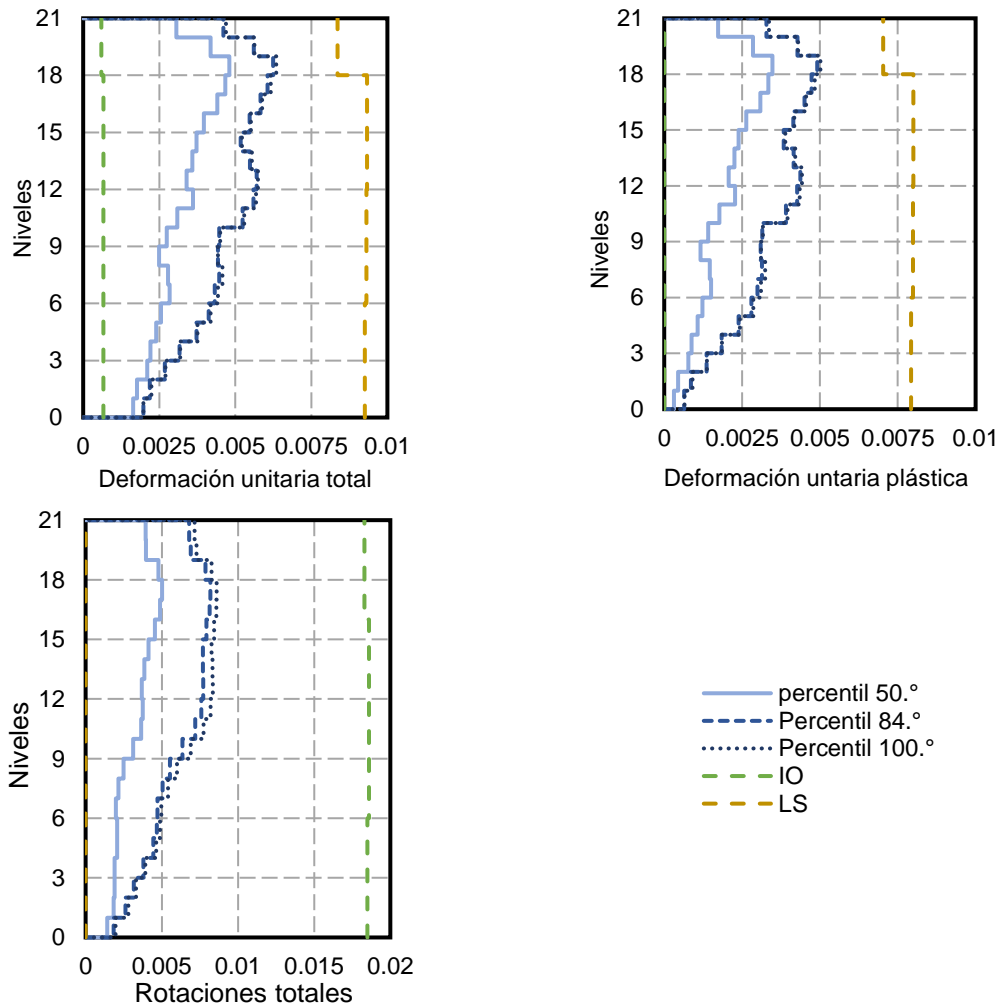 21
18
15
12
9
6
3
0
Niveles
0 0.0025 0.005 0.0075 0.01
Deformación unitaria total
21
18
15
12
9
6
3
0
Niveles
0 0.0025 0.005 0.0075 0.01
Deformación untaria plástica
21
18
15
12
9
6
3
0
Niveles
0 0.005 0.01 0.015 0.02
Rotaciones totales
percentil 50.°
Percentil 84.°
Percentil 100.°
IO
LS